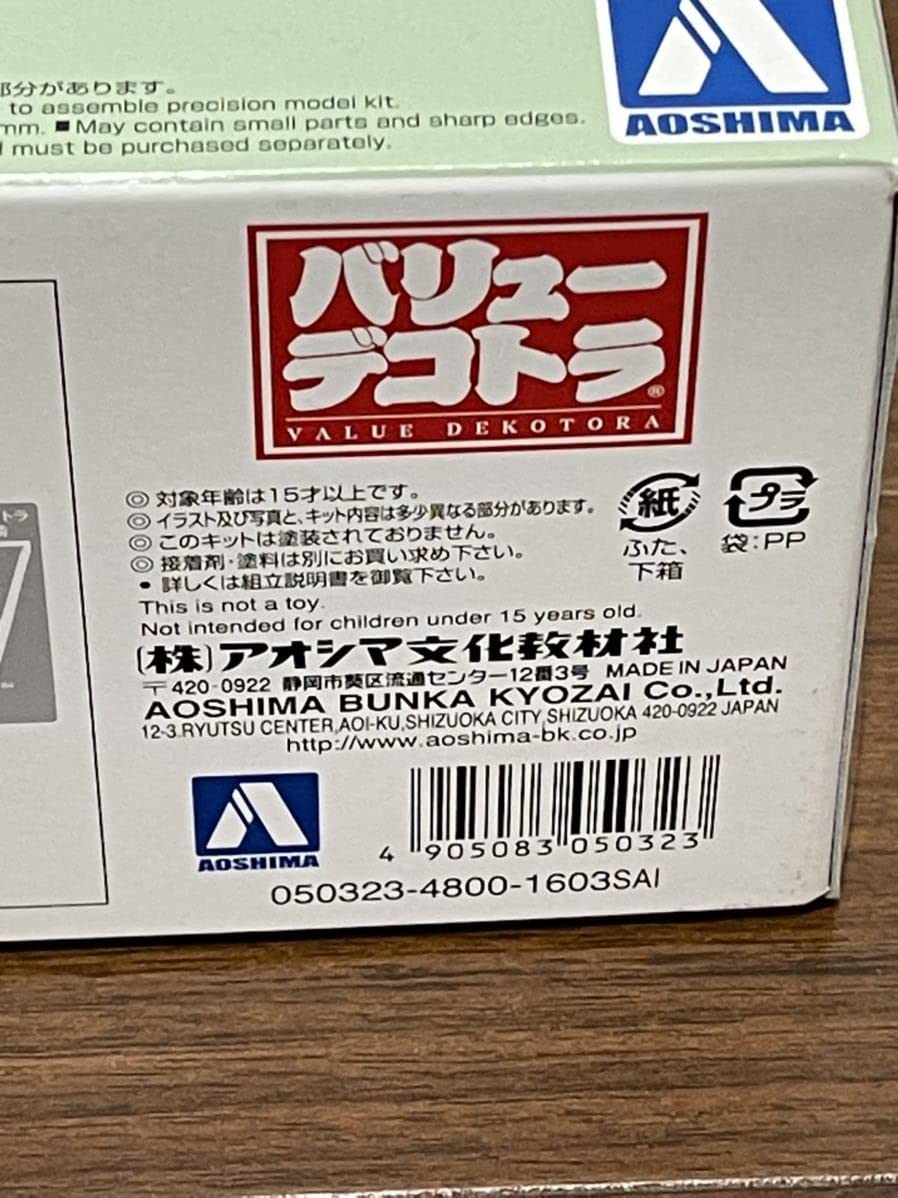 部分があります。
to assemble precision model kit.
mm. ■May contain small parts and sharp edges.
must be purchased separately.
AOSHIMA
バリュー
デコトラ®
VALUE DEKOTORA
◎ 対象年齢は15才以上です。
◎ イラスト及び写真と、キット内容は多少異なる部分があります。
◎ このキットは塗装されておりません。
◎ 接着剤・塗料は別にお買い求め下さい。
• 詳しくは組立説明書を御覧下さい。
紙
ふた、
下箱
プラ
袋:PP
This is not a toy.
Not intended for children under 15 years old.
(株)アオシマ文化教材社
〒420-0922 静岡市葵区流通センター12番3号 MADE IN JAPAN
AOSHIMA BUNKA KYOZAI Co.,Ltd.
12-3.RYUTSU CENTER,AOI-KU,SHIZUOKA CITY,SHIZUOKA 420-0922 JAPAN
http://www.aoshima-bk.co.jp
AOSHIMA
4 905083 050323
050323-4800-1603SAI
トラ